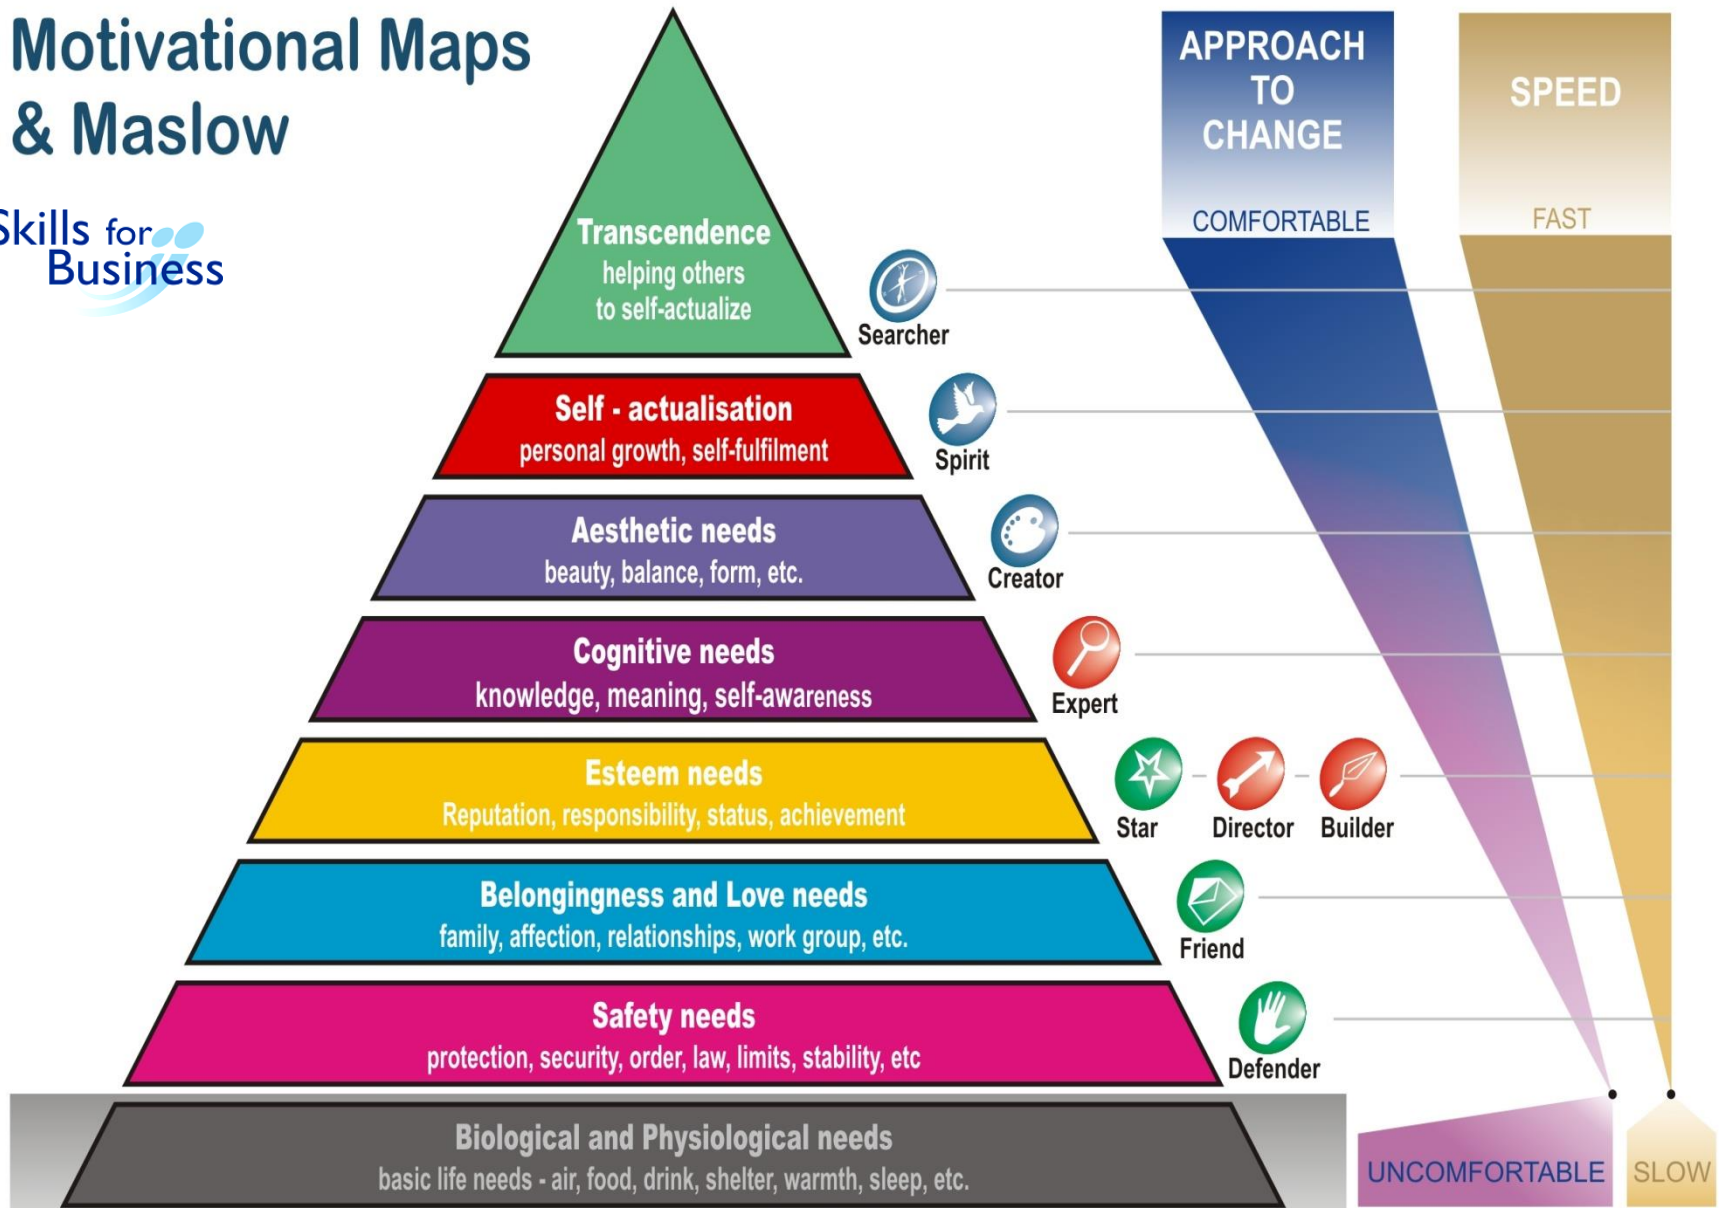 Motivational Maps
& Maslow
Skills for
Business
APPROACH
TO
CHANGE
COMFORTABLE
SPEED
FAST
Transcendence
helping others
to self-actualize
Searcher
Self - actualisation
personal growth, self-fulfilment
Spirit
Aesthetic needs
beauty, balance, form, etc.
Creator
Cognitive needs
knowledge, meaning, self-awareness
Expert
Esteem needs
Reputation, responsibility, status, achievement
Star
Director
Builder
Belongingness and Love needs
family, affection, relationships, work group, etc.
Friend
Safety needs
protection, security, order, law, limits, stability, etc
Defender
Biological and Physiological needs
basic life needs - air, food, drink, shelter, warmth, sleep, etc.
UNCOMFORTABLE
SLOW